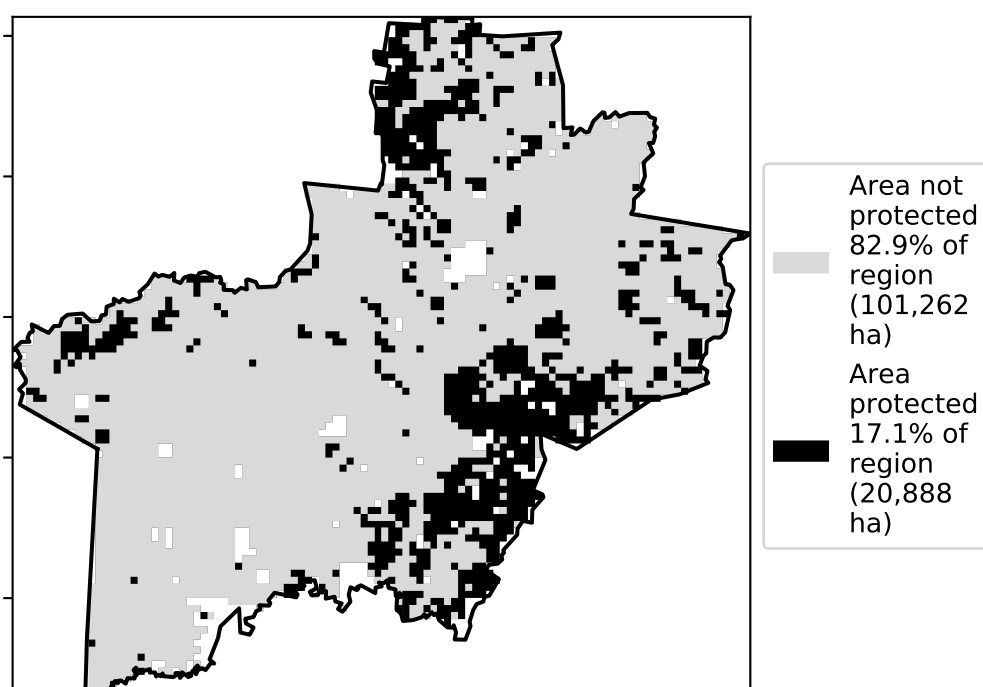 Area not
protected
82.9% of
region
(101,262
ha)
Area
protected
17.1% of
region
(20,888
ha)